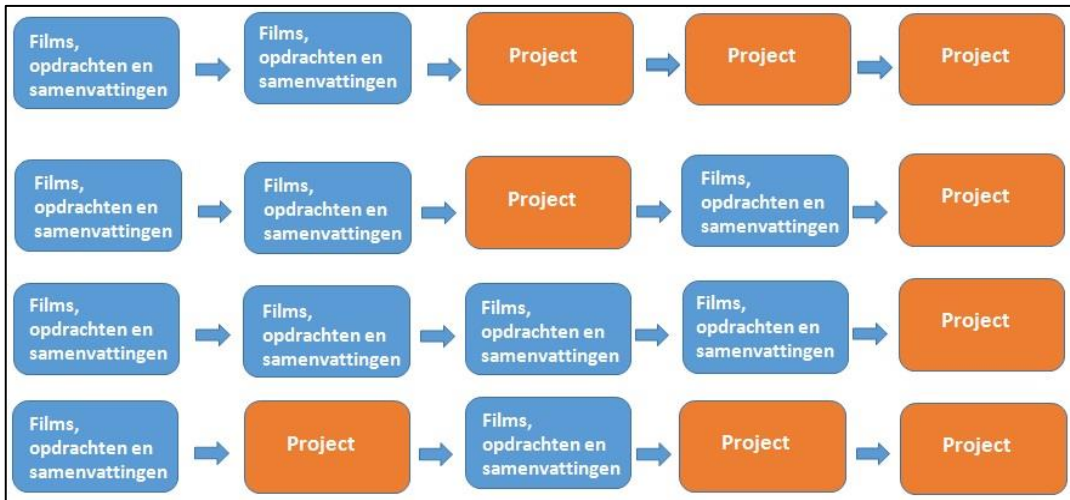 Films,
opdrachten en
samenvattingen
Films,
opdrachten en
samenvattingen
Project
Project
Project
Films,
opdrachten en
samenvattingen
Films,
opdrachten en
samenvattingen
Project
Films,
opdrachten en
samenvattingen
Project
Films,
opdrachten en
samenvattingen
Films,
opdrachten en
samenvattingen
Films,
opdrachten en
samenvattingen
Films,
opdrachten en
samenvattingen
Project
Films,
opdrachten en
samenvattingen
Project
Films,
opdrachten en
samenvattingen
Project
Project